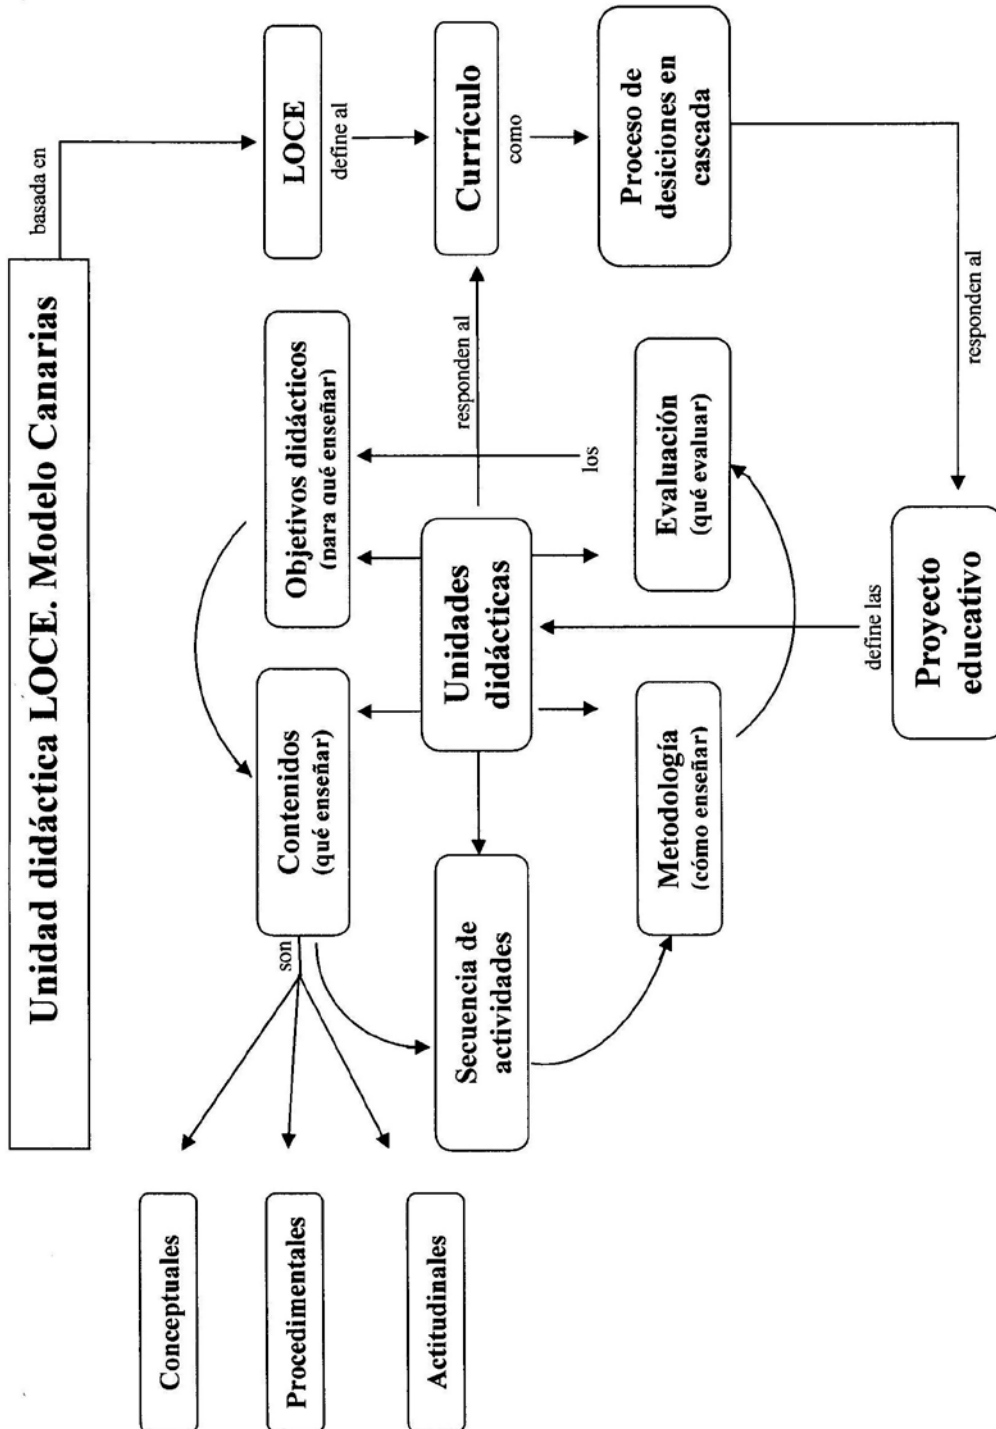 Unidad didáctica LOCE. Modelo Canarias
basada en
LOCE
define al
Currículo
como
Proceso de
desiciones en
cascada
responden al
Proyecto
educativo
define las
Unidades
didácticas
responden al
los
Objetivos didácticos
(nara qué enseñar)
Contenidos
(qué enseñar)
son
Conceptuales
Procedimentales
Actitudinales
Secuencia de
actividades
Metodología
(cómo enseñar)
Evaluación
(qué evaluar)